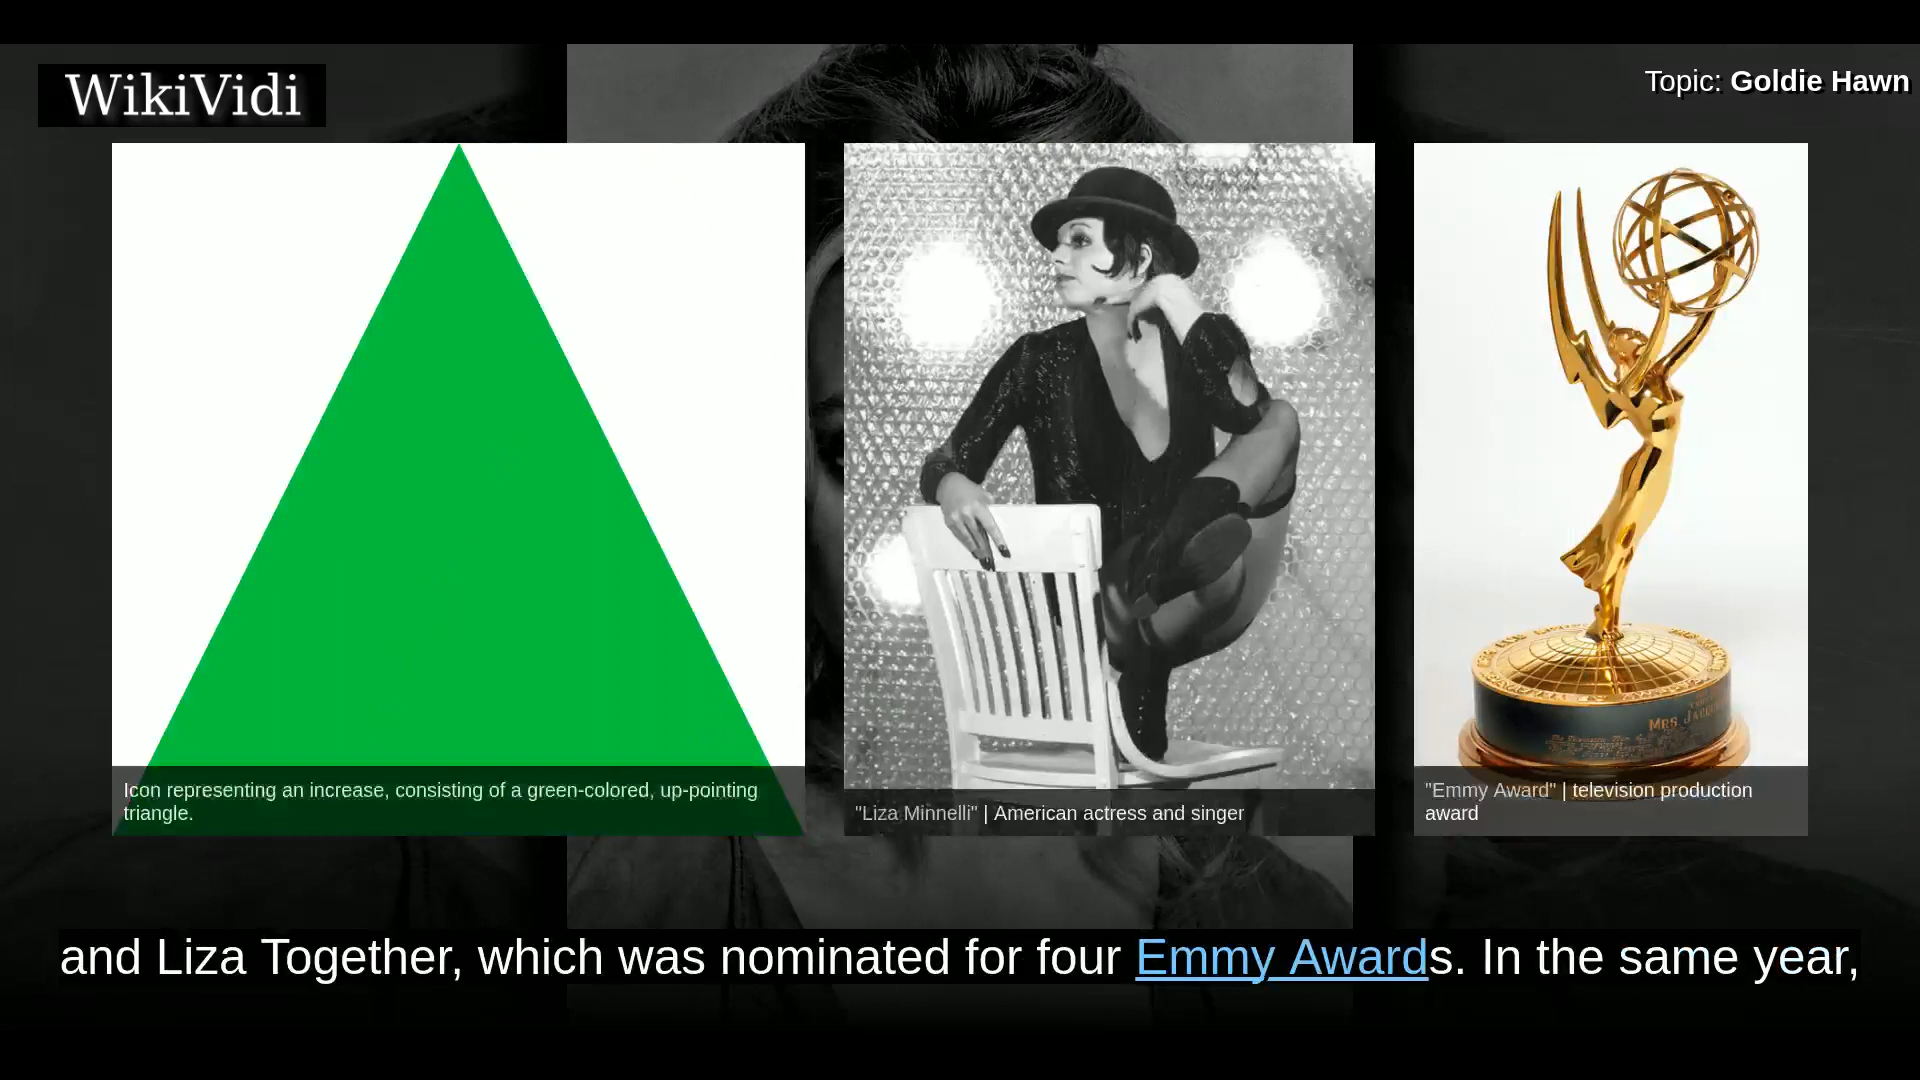 WikiVidi
Topic: Goldie Hawn
Icon representing an increase, consisting of a green-colored, up-pointing
triangle.
"Liza Minnelli" | American actress and singer
MRS
"Emmy Award" | television production
award
and Liza Together, which was nominated for four Emmy Awards. In the same year,